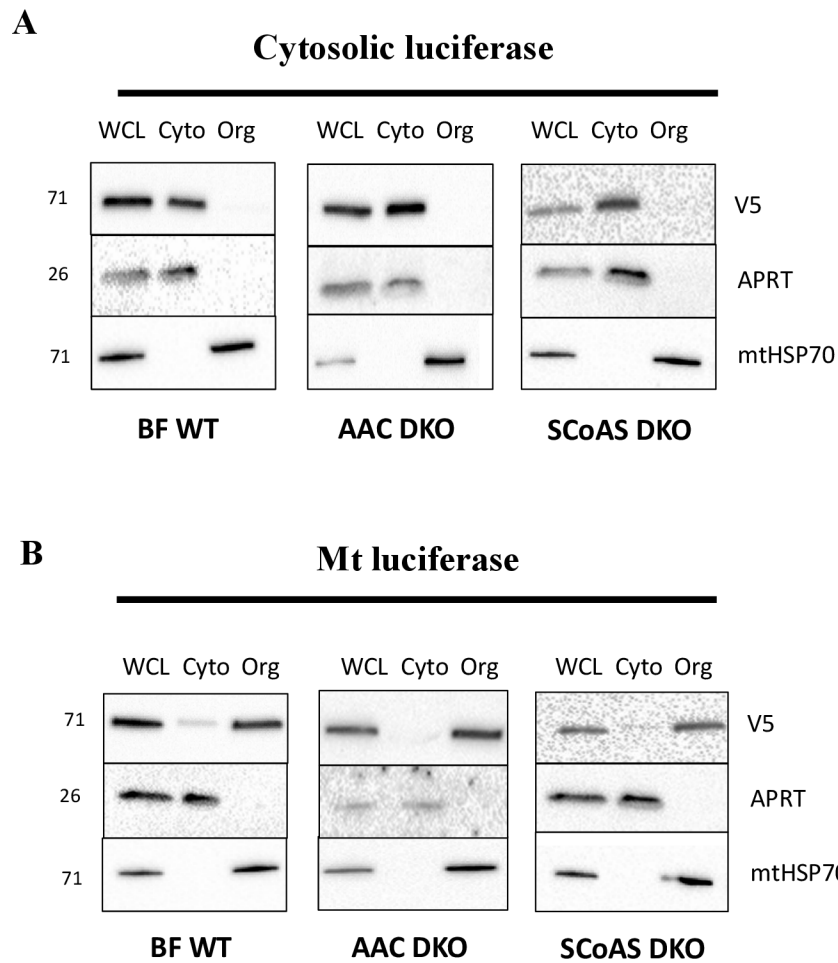 A
Cytosolic luciferase
WCL Cyto Org WCL Cyto Org WCL Cyto Org
71 V5
26 APRT
71 mtHSP70
BF WT AAC DKO SCoAS DKO
B
Mt luciferase
WCL Cyto Org WCL Cyto Org WCL Cyto Org
71 V5
26 APRT
71 mtHSP70
BF WT AAC DKO SCoAS DKO